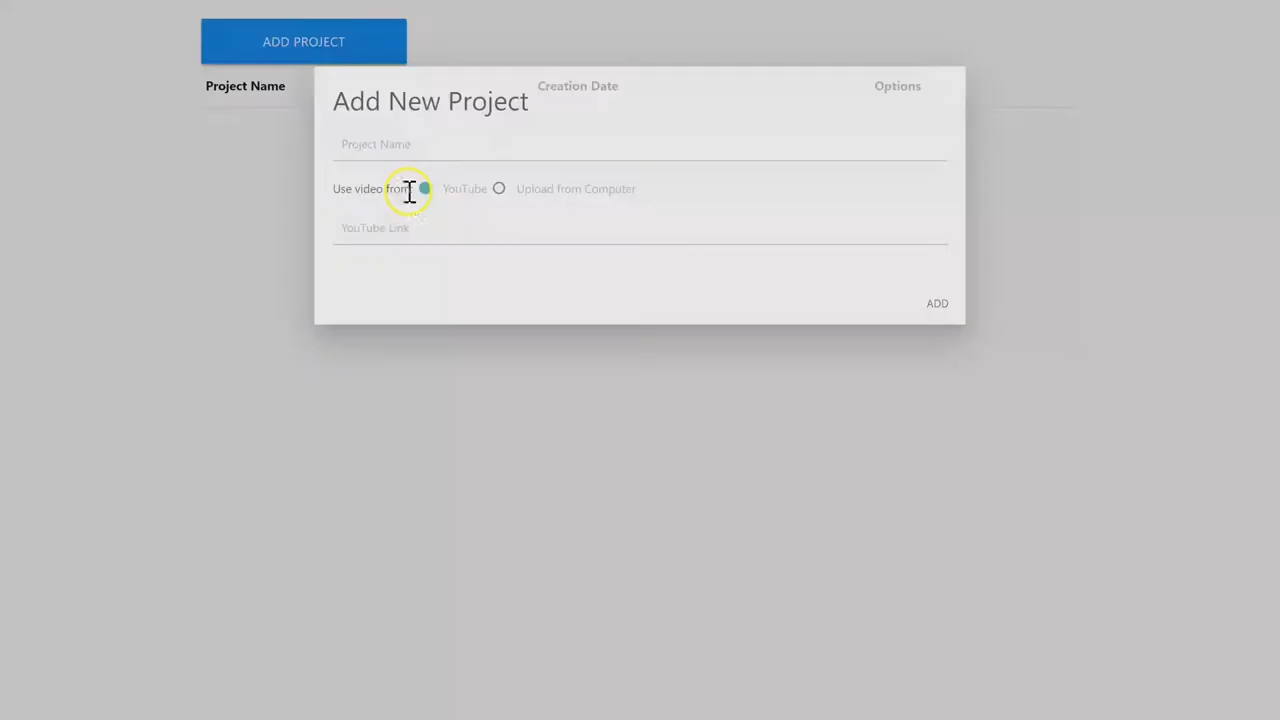 ADD PROJECT
Project Name
Creation Date
Options
Add New Project
Project Name
Use video from: YouTube Upload from Computer
YouTube Link
ADD